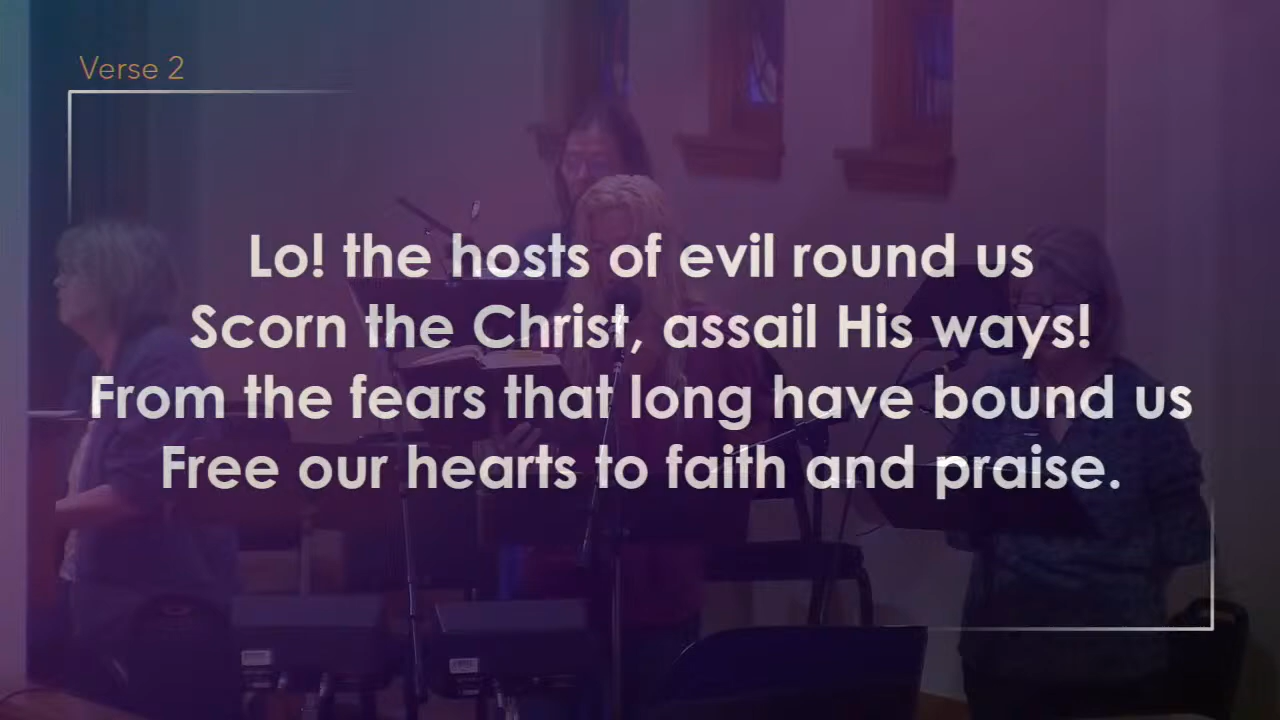 Verse 2
Lo! the hosts of evil round us
Scorn the Christ, assail His ways!
From the fears that long have bound us
Free our hearts to faith and praise.